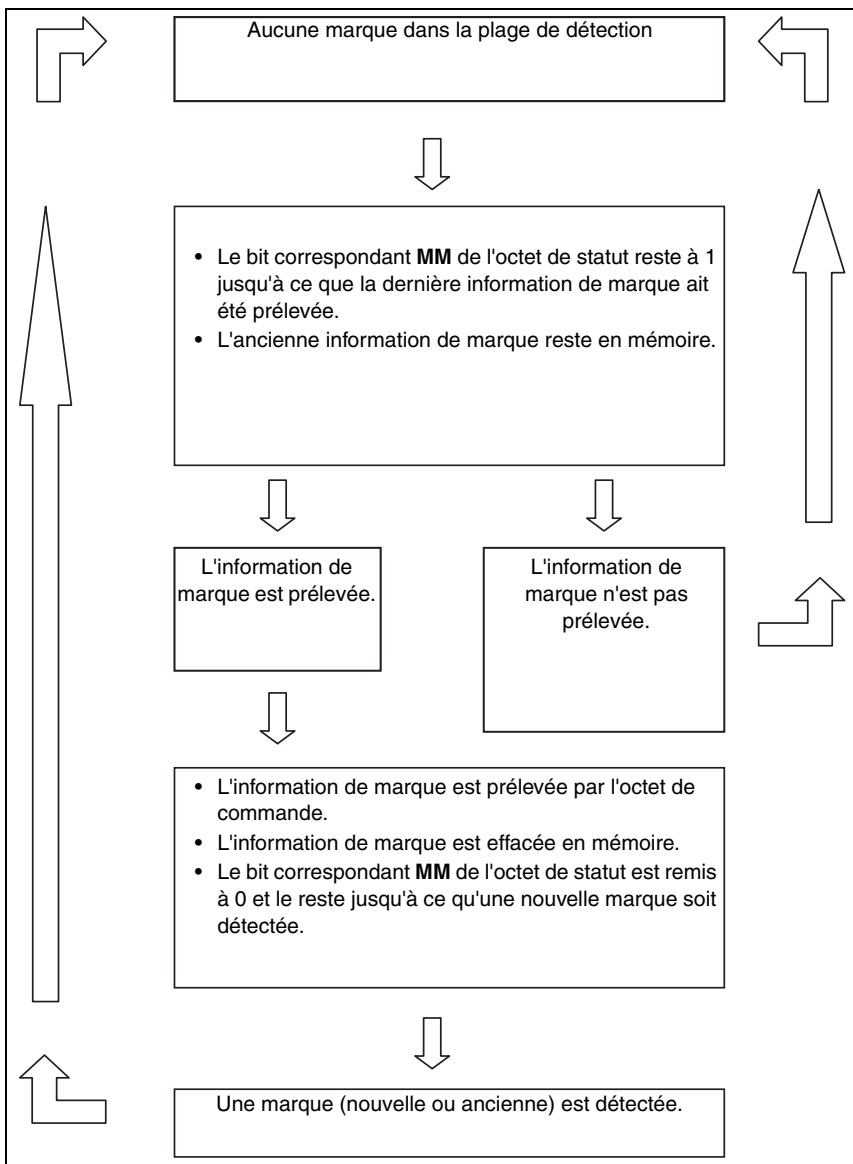 Aucune marque dans la plage de détection
• Le bit correspondant MM de l'octet de statut reste à 1
jusqu'à ce que la dernière information de marque ait
été prélevée.
• L'ancienne information de marque reste en mémoire.
L'information de
marque est prélevée.
L'information de
marque n'est pas
prélevée.
• L'information de marque est prélevée par l'octet de
commande.
• L'information de marque est effacée en mémoire.
• Le bit correspondant MM de l'octet de statut est remis
à 0 et le reste jusqu'à ce qu'une nouvelle marque soit
détectée.
Une marque (nouvelle ou ancienne) est détectée.